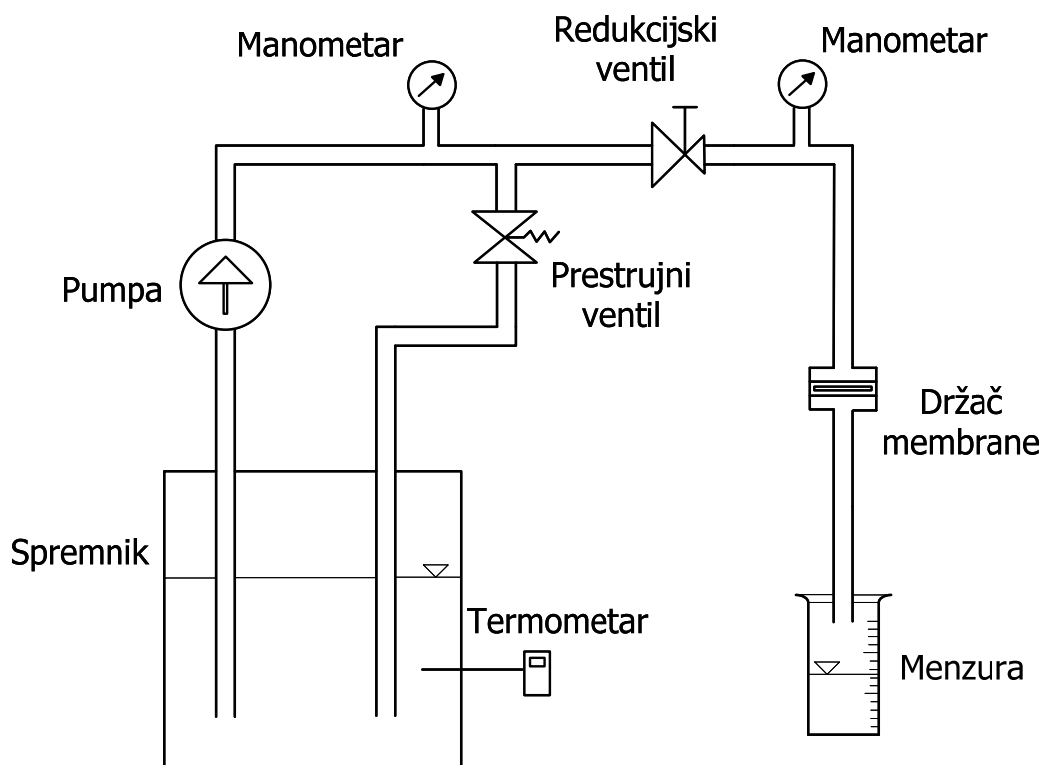 Manometar
Redukcijski
ventil
Manometar
Pumpa
Prestrujni
ventil
Držač
membrane
Spremnik
Termometar
Menzura